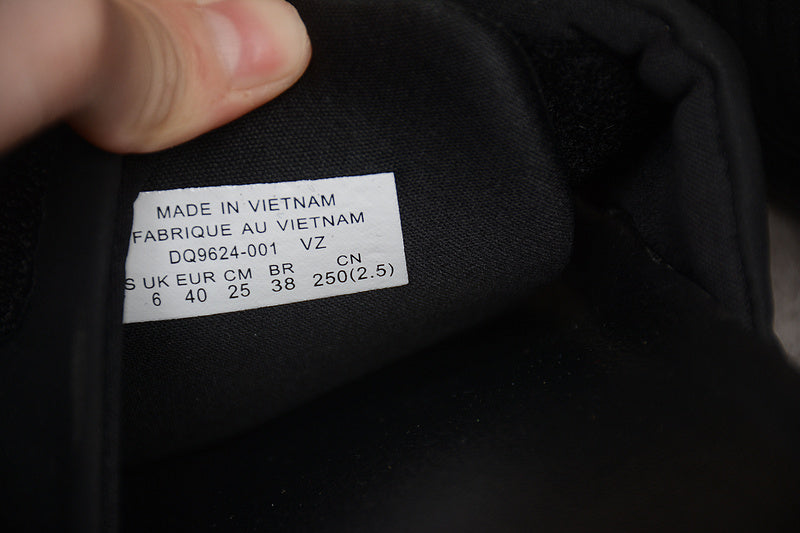 MADE IN VIETNAM
FABRIQUE AU VIETNAM
DQ9624-001 VZ
S UK EUR CM BR CN
6 40 25 38 250(2.5)